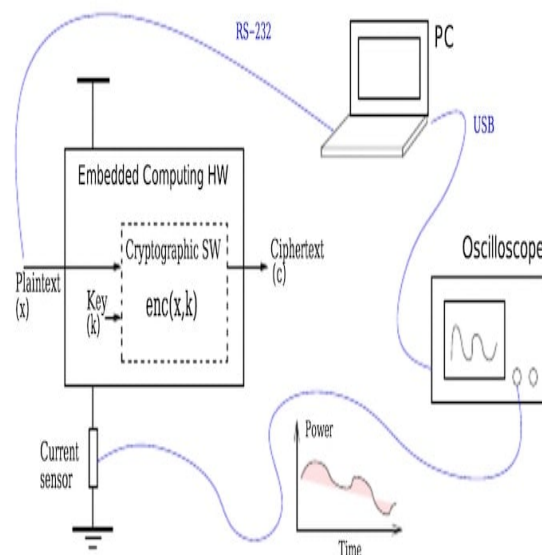 RS-232
PC
USB
Embedded Computing HW
Cryptographic SW
enc(x,k)
Plaintext
(x)
Key
(k)
Ciphertext
(c)
Oscilloscope
Current
sensor
Power
Time